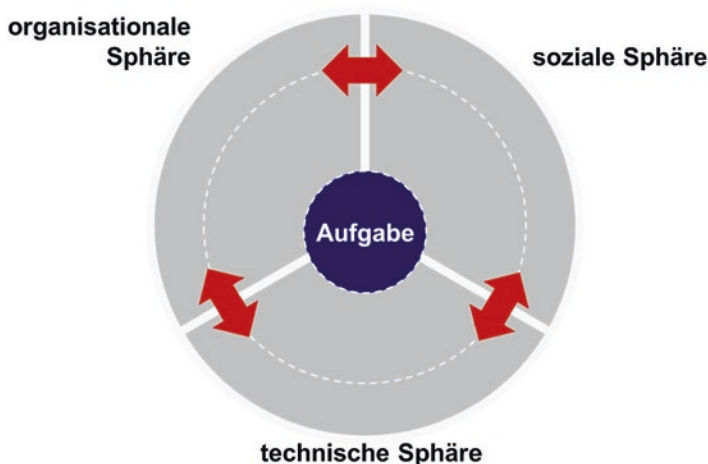 organisationale
Sphäre
soziale Sphäre
Aufgabe
technische Sphäre